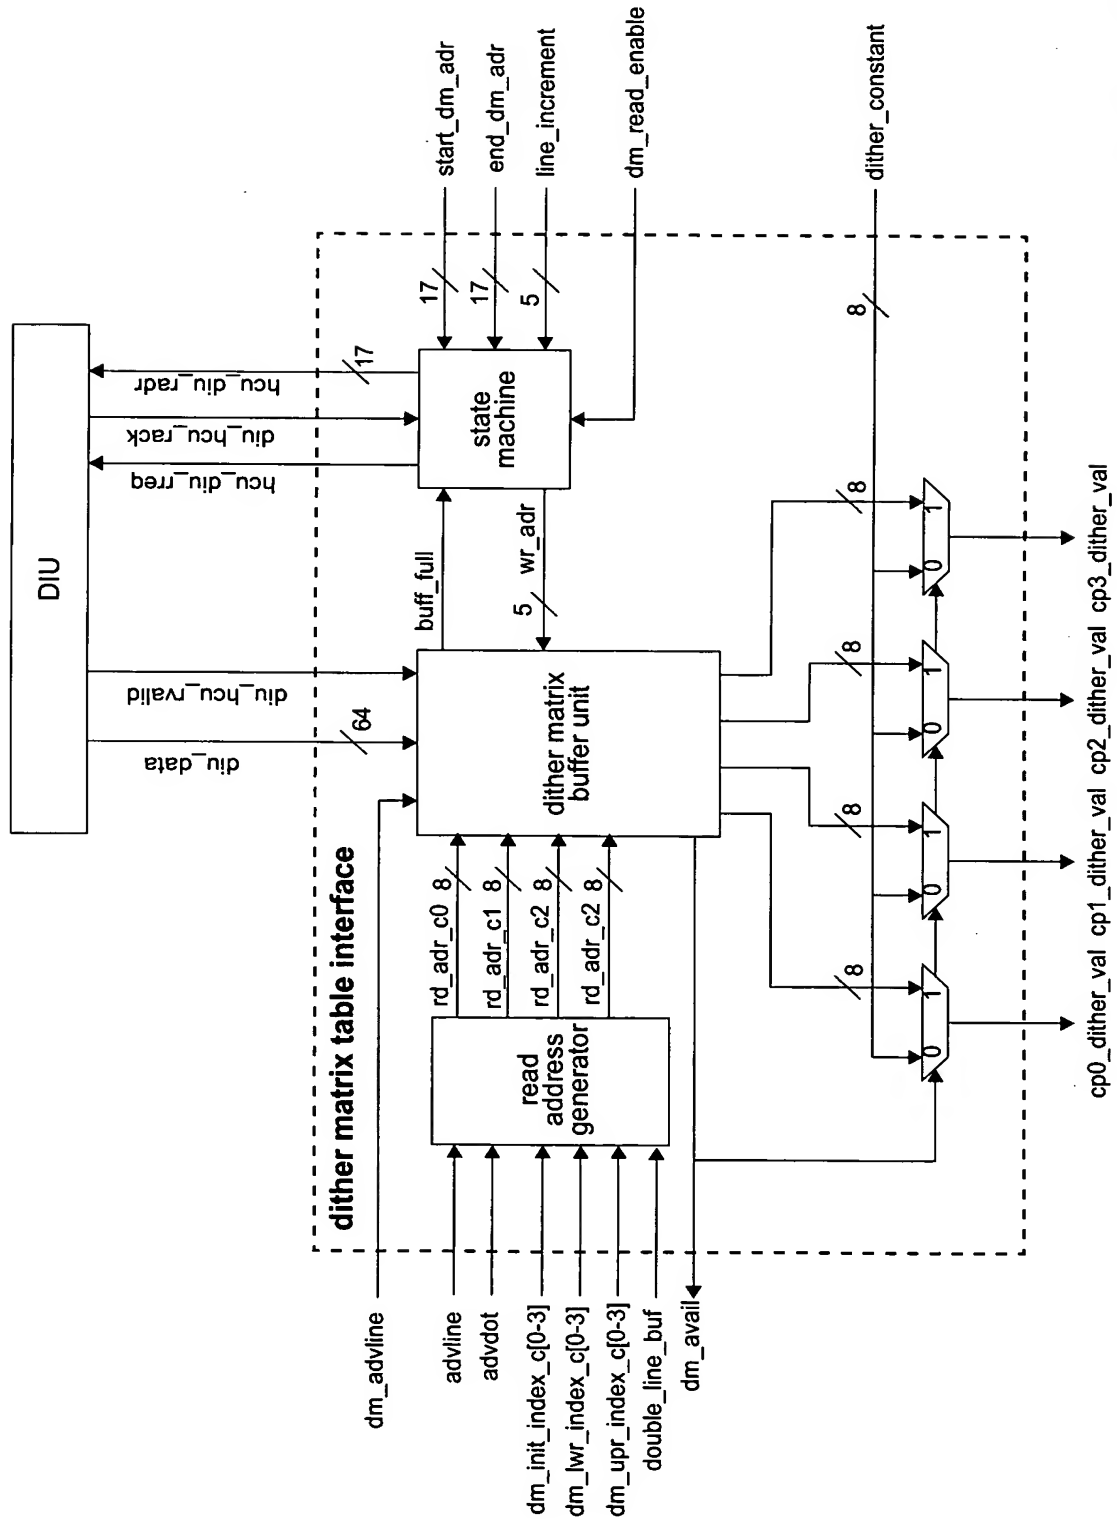 DIU
diu_data
64
diu_hcu_rvalid
hcu_diu_rreq
diu_hcu_rack
hcu_diu_radr
17
dither matrix table interface
dm_advline
advline
advdot
dm_init_index_c[0-3]
dm_lwr_index_c[0-3]
dm_upr_index_c[0-3]
double_line_buf
dm_avail
read
address
generator
rd_adr_c0
8
rd_adr_c1
8
rd_adr_c2
8
rd_adr_c2
8
dither matrix
buffer unit
buff_full
wr_adr
5
state
machine
17
start_dm_adr
17
end_dm_adr
5
line_increment
dm_read_enable
8
dither_constant
8
8
8
8
0 1
0 1
0 1
0 1
cp0_dither_val cp1_dither_val cp2_dither_val cp3_dither_val